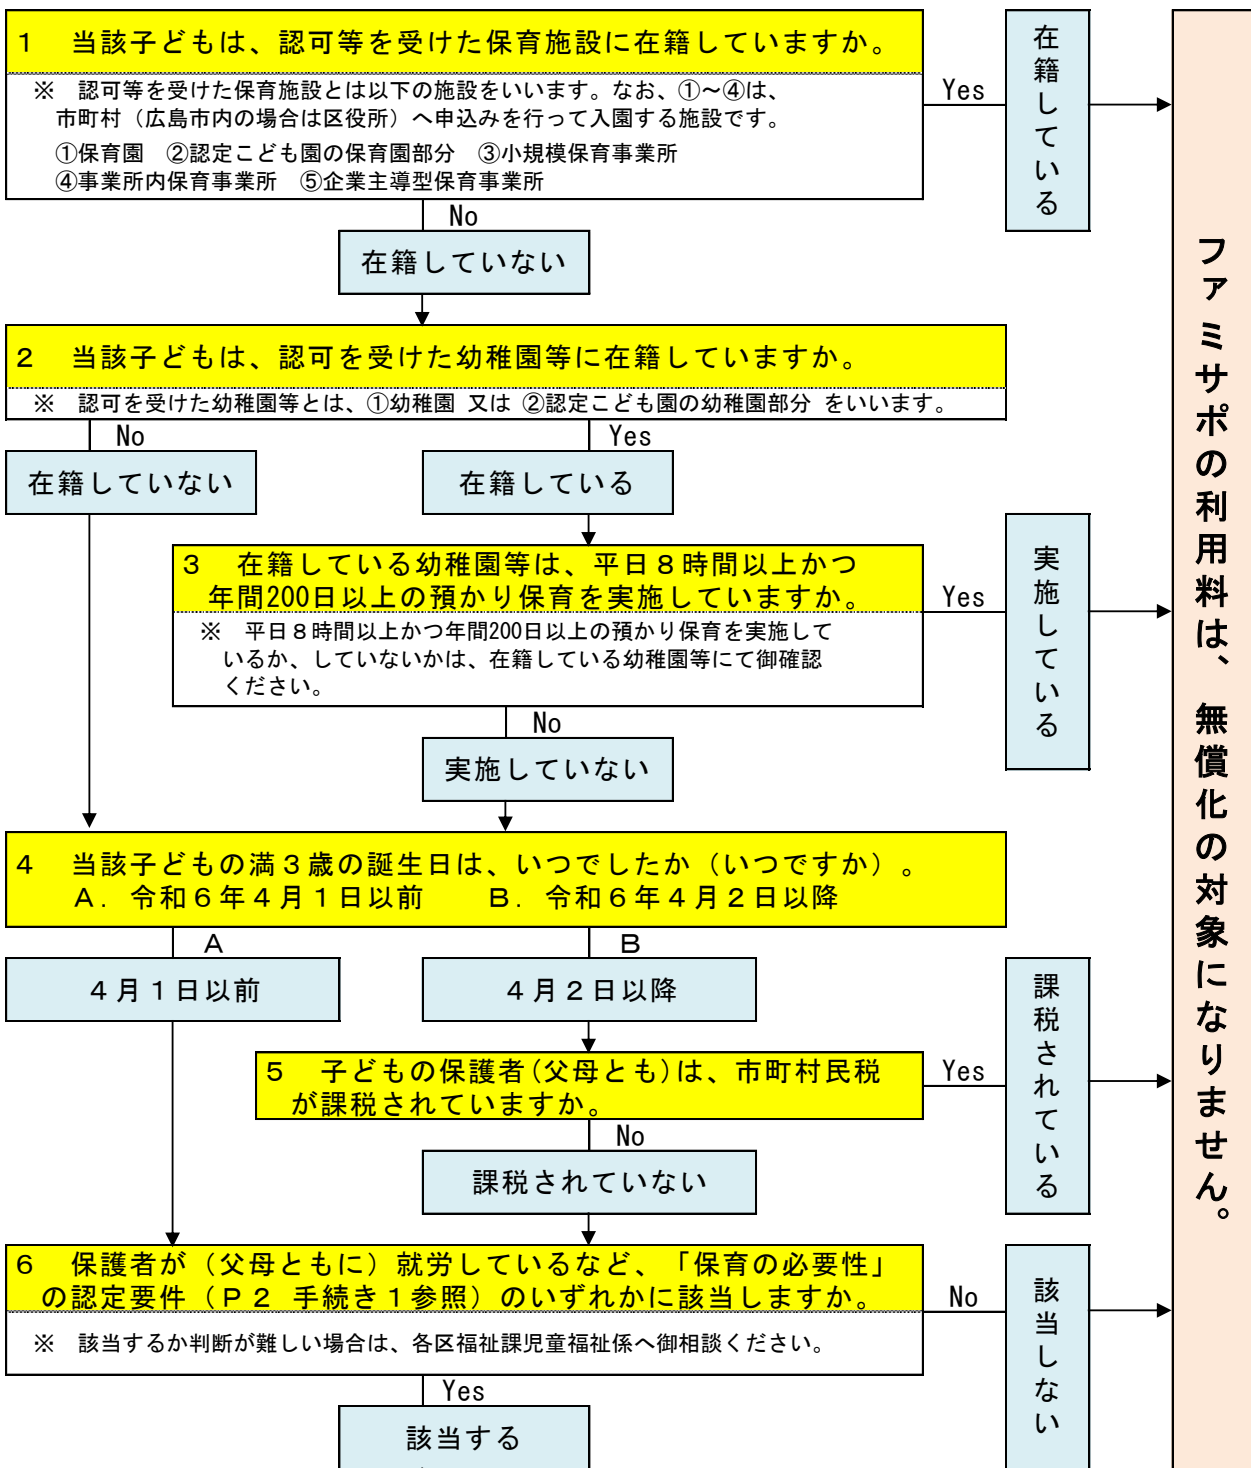 1　当該子どもは、認可等を受けた保育施設に在籍していますか。
※　認可等を受けた保育施設とは以下の施設をいいます。なお、①～④は、
市町村（広島市内の場合は区役所）へ申込みを行って入園する施設です。
①保育園　②認定こども園の保育園部分　③小規模保育事業所
④事業所内保育事業所　⑤企業主導型保育事業所
Yes
在籍している
No
在籍していない
2　当該子どもは、認可を受けた幼稚園等に在籍していますか。
※　認可を受けた幼稚園等とは、①幼稚園 又は ②認定こども園の幼稚園部分 をいいます。
No
Yes
在籍していない
在籍している
3　在籍している幼稚園等は、平日８時間以上かつ
年間200日以上の預かり保育を実施していますか。
※　平日８時間以上かつ年間200日以上の預かり保育を実施して
いるか、していないかは、在籍している幼稚園等にて御確認
ください。
Yes
実施している
No
実施していない
4　当該子どもの満３歳の誕生日は、いつでしたか（いつですか）。
Ａ．令和６年４月１日以前　　Ｂ．令和６年４月２日以降
A
B
４月１日以前
４月２日以降
5　子どもの保護者(父母とも)は、市町村民税
が課税されていますか。
Yes
課税されている
No
課税されていない
6　保護者が（父母ともに）就労しているなど、「保育の必要性」
の認定要件（Ｐ２ 手続き１参照）のいずれかに該当しますか。
※　該当するか判断が難しい場合は、各区福祉課児童福祉係へ御相談ください。
No
該当しない
Yes
該当する
ファミサポの利用料は、無償化の対象になりません。